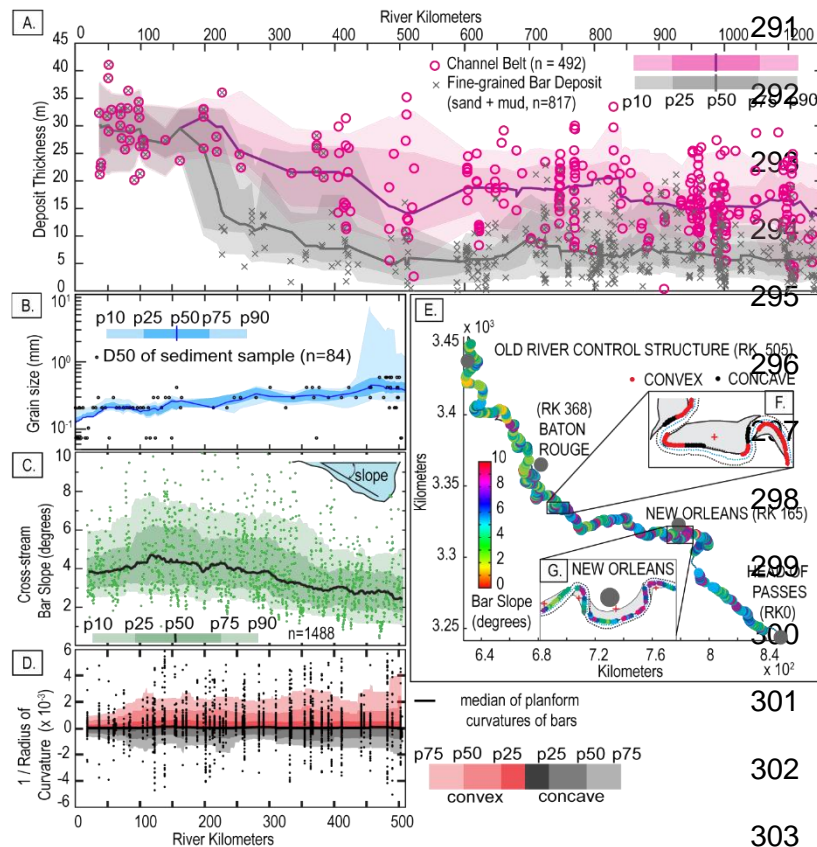 A.
River Kilometers
0 100 200 300 400 500 600 700 800 900 1000 1100 1200
291
45
40
35
30
25
20
15
10
5
0
Deposit Thickness (m)
Channel Belt (n = 492)
Fine-grained Bar Deposit
(sand + mud, n=817)
292
p10 p25 p50 p75 p90
293
294
295
B.
p10 p25 p50 p75 p90
D50 of sediment sample (n=84)
10¹
10⁰
10⁻¹
Grain size (mm)
C.
slope
10
8
6
4
2
0
Cross-stream
Bar Slope (degrees)
p10 p25 p50 p75 p90
n=1488
D.
6
4
2
0
-2
-4
-6
1 / Radius of
Curvature (x 10⁻³)
0 100 200 300 400 500
River Kilometers
E.
x 10³
3.45
3.4
3.35
3.3
3.25
Kilometers
OLD RIVER CONTROL STRUCTURE (RK 505)
296
CONVEX CONCAVE
F.
297
(RK 368)
BATON
ROUGE
10
8
6
4
2
0
Bar Slope
(degrees)
298
NEW ORLEANS (RK 165)
299
G. NEW ORLEANS
HEAD OF
PASSES
(RK0)
300
6.4 6.8 7.2 7.6 8 8.4
x 10²
Kilometers
301
median of planform
curvatures of bars
p75 p50 p25 p25 p50 p75
302
convex concave
303